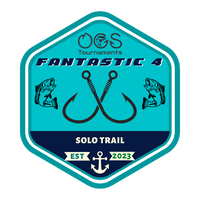 OGS
Tournaments
FANTASTIC 4
SOLO TRAIL
EST 2023